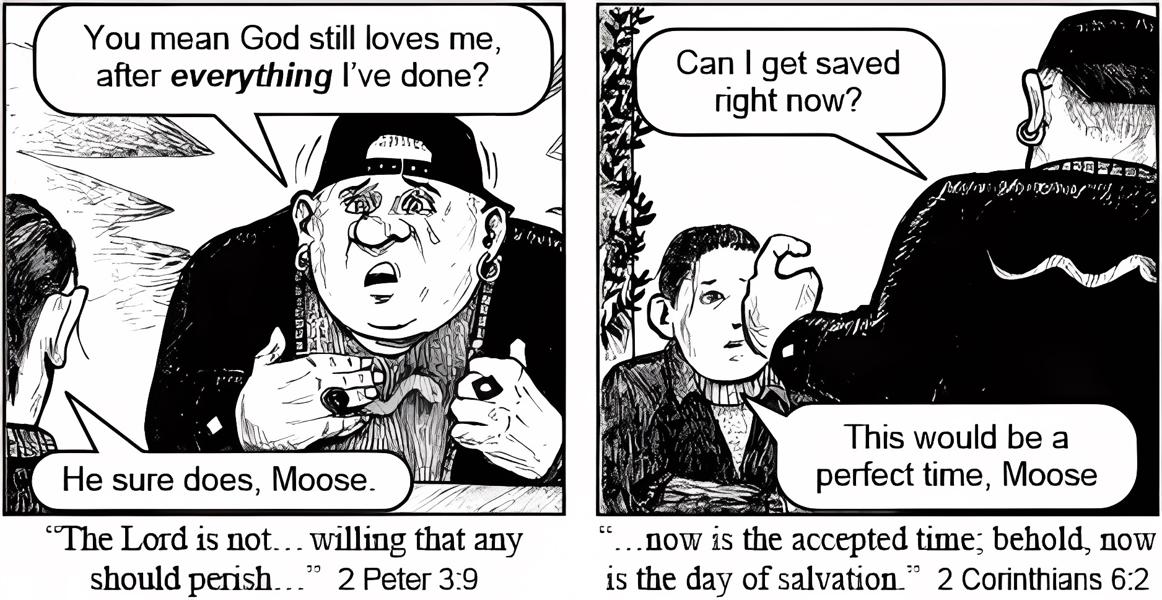 You mean God still loves me,
after everything I've done?
He sure does, Moose.
"The Lord is not... willing that any
should perish..." 2 Peter 3:9
Can I get saved
right now?
This would be a
perfect time, Moose
"...now is the accepted time; behold, now
is the day of salvation." 2 Corinthians 6:2